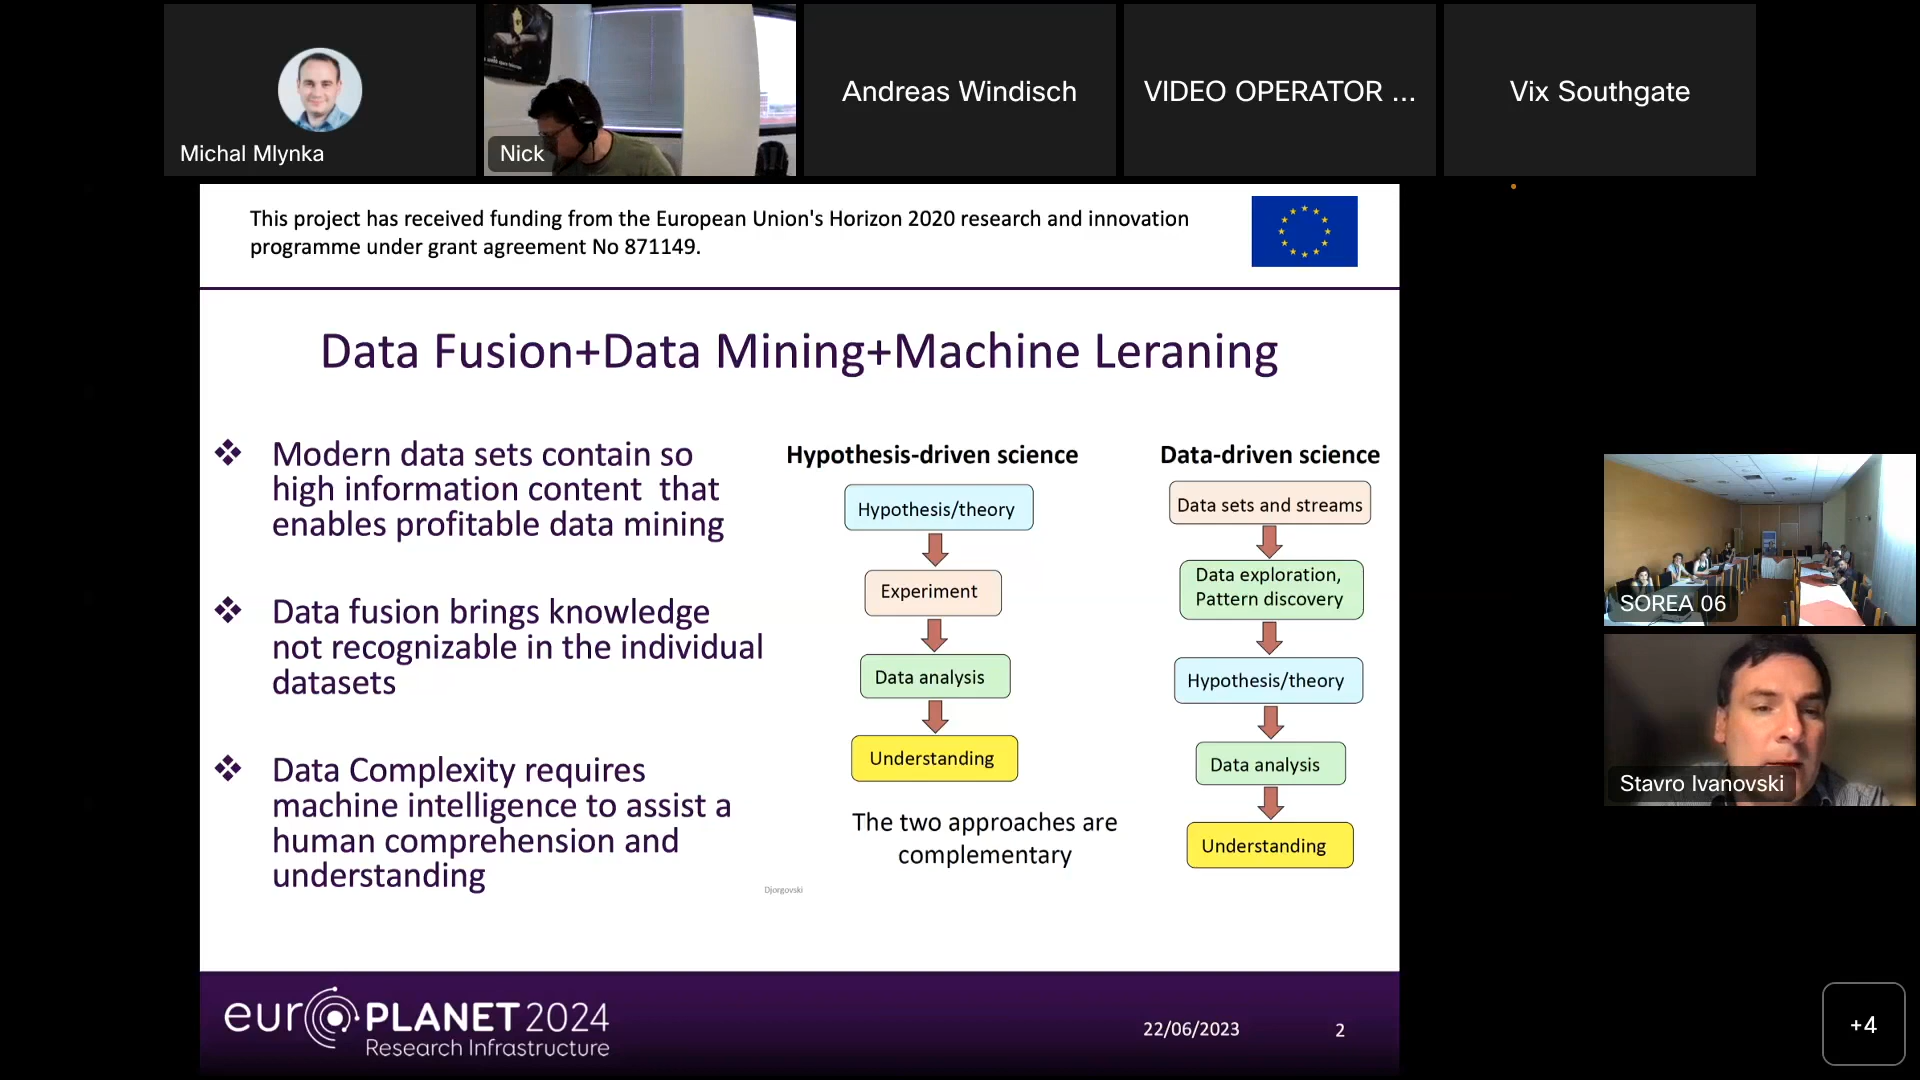 Michal Mlynka
Nick
Andreas Windisch
VIDEO OPERATOR ...
Vix Southgate
This project has received funding from the European Union's Horizon 2020 research and innovation
programme under grant agreement No 871149.
Data Fusion+Data Mining+Machine Leraning
Modern data sets contain so
high information content that
enables profitable data mining
Data fusion brings knowledge
not recognizable in the individual
datasets
Data Complexity requires
machine intelligence to assist a
human comprehension and
understanding
Hypothesis-driven science
Hypothesis/theory
Experiment
Data analysis
Understanding
The two approaches are
complementary
Djorgovski
Data-driven science
Data sets and streams
Data exploration,
Pattern discovery
Hypothesis/theory
Data analysis
Understanding
SOREA 06
Stavro Ivanovski
euroPLANET 2024
Research Infrastructure
22/06/2023
2
+4